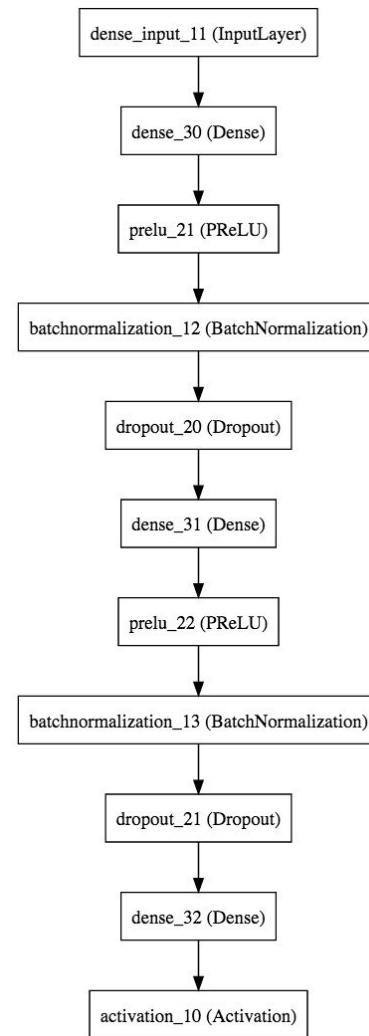 dense_input_11 (InputLayer)
dense_30 (Dense)
prelu_21 (PReLU)
batchnormalization_12 (BatchNormalization)
dropout_20 (Dropout)
dense_31 (Dense)
prelu_22 (PReLU)
batchnormalization_13 (BatchNormalization)
dropout_21 (Dropout)
dense_32 (Dense)
activation_10 (Activation)